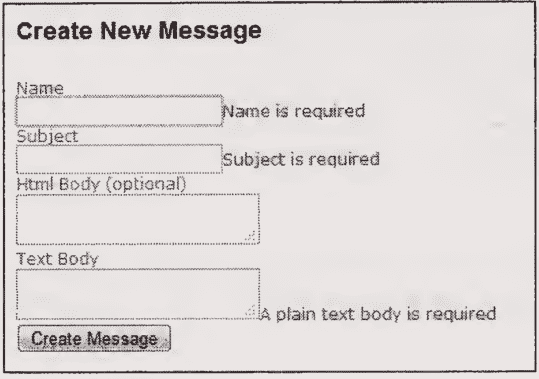 Create New Message
Name
Name is required
Subject
Subject is required
Html Body (optional)
Text Body
A plain text body is required
Create Message